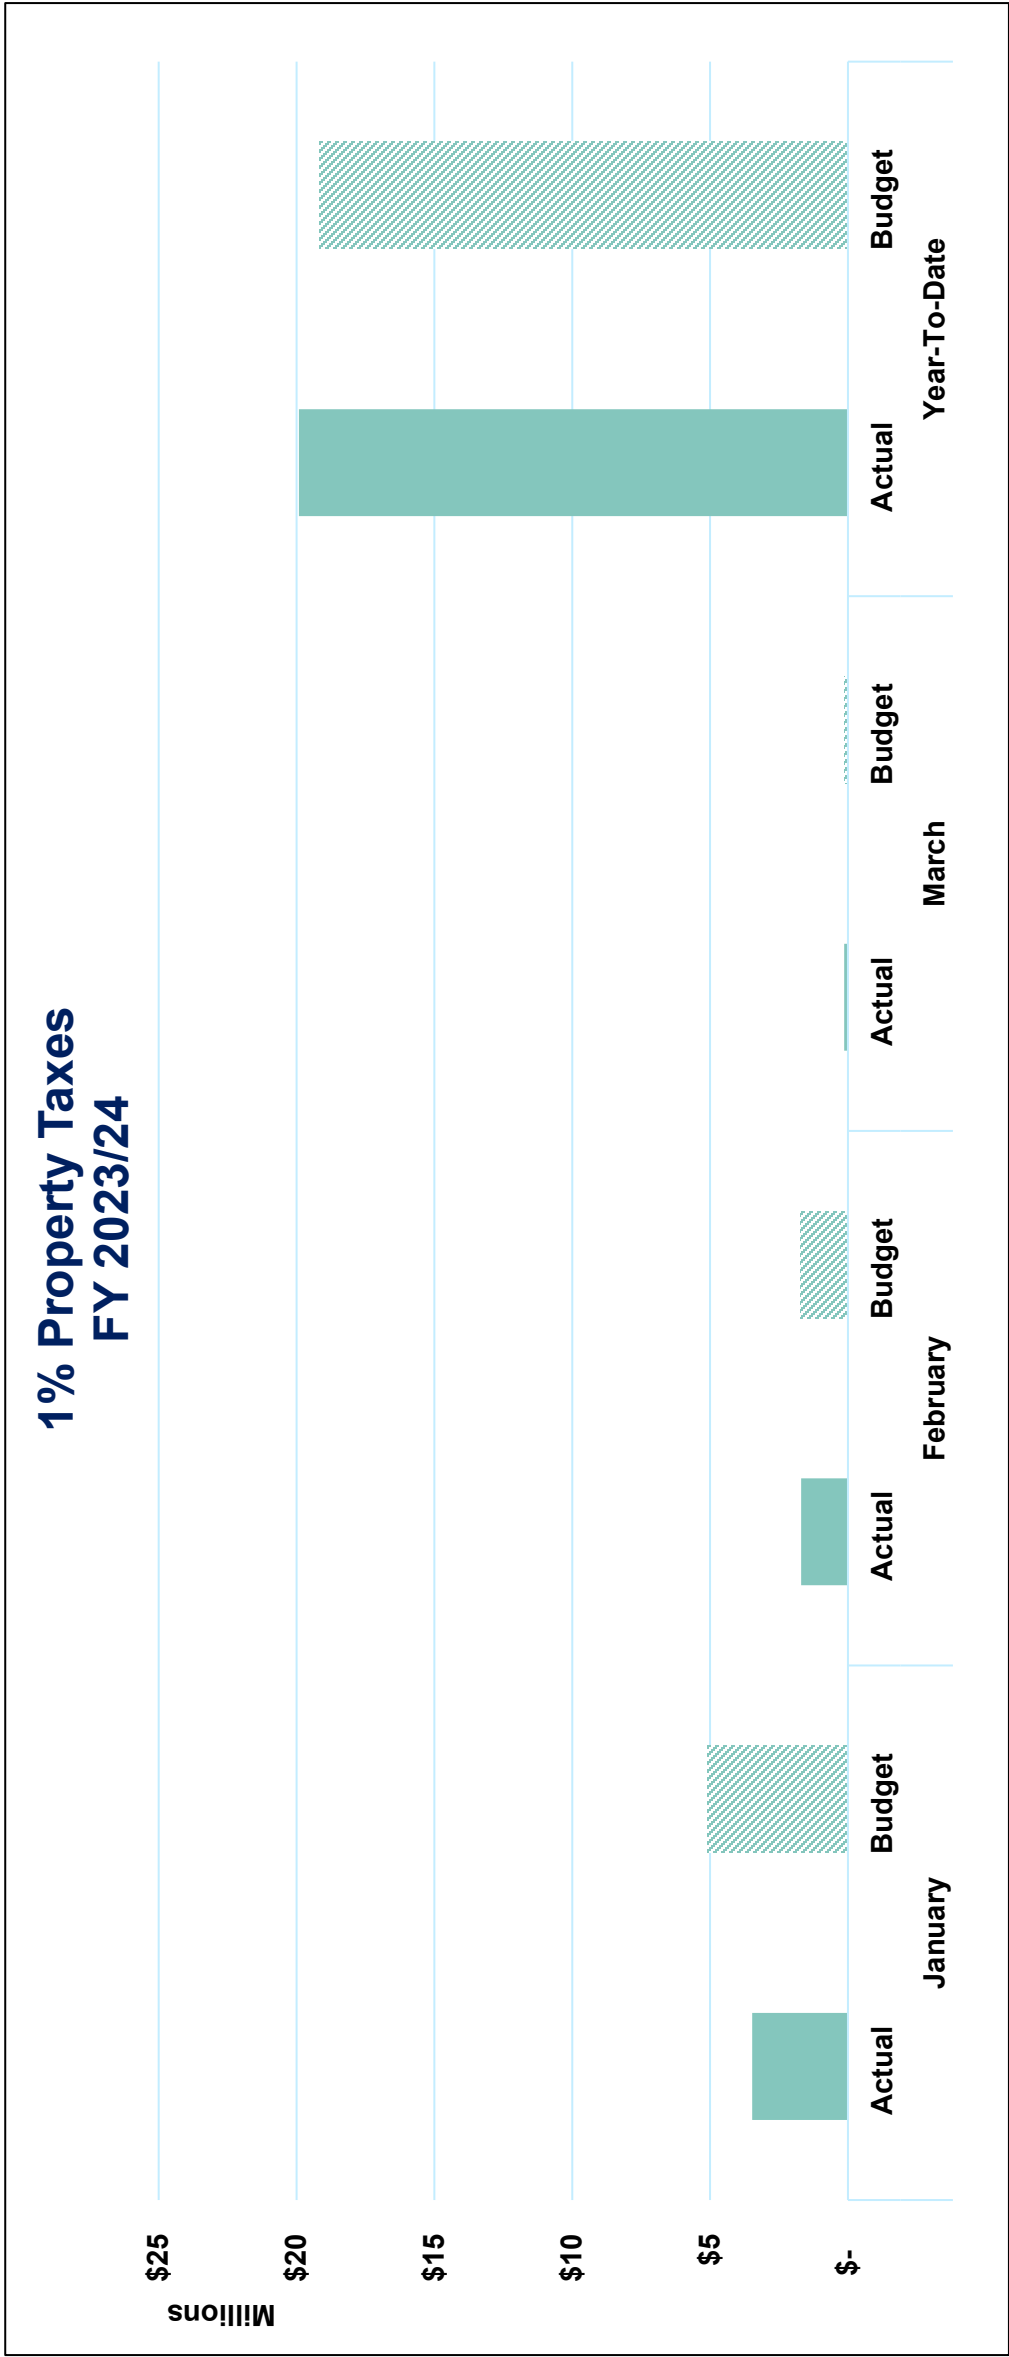 1% Property Taxes
FY 2023/24
Millions
$25
$20
$15
$10
$5
$-
Actual
Budget
Actual
Budget
Actual
Budget
Actual
Budget
January
February
March
Year-To-Date